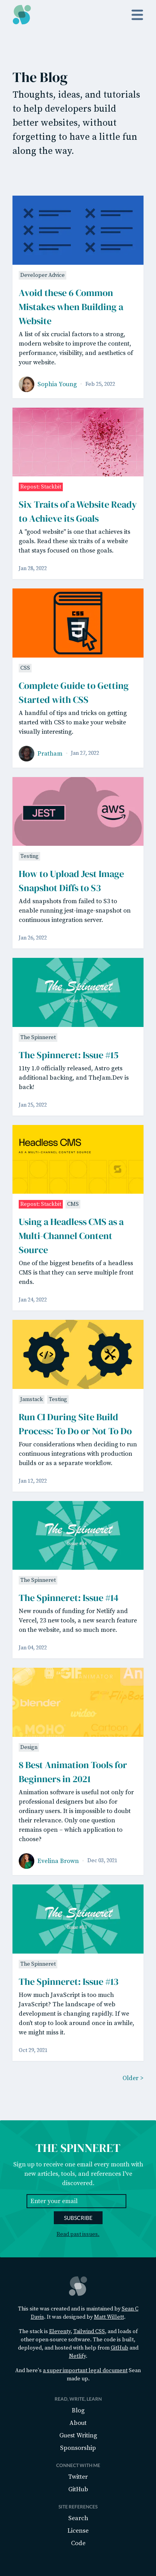 The Blog
Thoughts, ideas, and tutorials
to help developers build
better websites, without
forgetting to have a little fun
along the way.
Developer Advice
Avoid these 6 Common
Mistakes when Building a
Website
A list of six crucial factors to a strong,
modern website to improve the content,
performance, visibility, and aesthetics of
your website.
Sophia Young · Feb 25, 2022
Repost: Stackbit
Six Traits of a Website Ready
to Achieve its Goals
A "good website" is one that achieves its
goals. Read these six traits of a website
that stays focused on those goals.
Jan 28, 2022
CSS
3
CSS
Complete Guide to Getting
Started with CSS
A handful of tips and tricks on getting
started with CSS to make your website
visually interesting.
Pratham · Jan 27, 2022
JEST
aws
Testing
How to Upload Jest Image
Snapshot Diffs to S3
Add snapshots from failed to S3 to
enable running jest-image-snapshot on
continuous integration server.
Jan 26, 2022
The Spinneret
The Spinneret
The Spinneret: Issue #15
11ty 1.0 officially released, Astro gets
additional backing, and TheJam.Dev is
back!
Jan 25, 2022
Headless CMS
AS A MULTI-CHANNEL CONTENT SOURCE
Repost: Stackbit CMS
Using a Headless CMS as a
Multi-Channel Content
Source
One of the biggest benefits of a headless
CMS is that they can serve multiple front
ends.
Jan 24, 2022
Jamstack Testing
Run CI During Site Build
Process: To Do or Not To Do
Four considerations when deciding to run
continuous integrations with production
builds or as a separate workflow.
Jan 12, 2022
The Spinneret
The Spinneret
The Spinneret: Issue #14
New rounds of funding for Netlify and
Vercel, 23 new tools, a new search feature
on the website, and so much more.
Jan 04, 2022
blender
Design
8 Best Animation Tools for
Beginners in 2021
Animation software is useful not only for
professional designers but also for
ordinary users. It is impossible to doubt
their relevance. Only one question
remains open – which application to
choose?
Evelina Brown · Dec 03, 2021
The Spinneret
The Spinneret
The Spinneret: Issue #13
How much JavaScript is too much
JavaScript? The landscape of web
development is changing rapidly. If we
don't stop to look around once in awhile,
we might miss it.
Oct 29, 2021
Older >
THE SPINNERET
Sign up to receive one email every month with
new articles, tools, and references I've
discovered.
Enter your email
SUBSCRIBE
Read past issues.
This site was created and is maintained by Sean C
Davis. It was designed by Matt Willett.
The stack is Eleventy, Tailwind CSS, and loads of
other open-source software. The code is built,
deployed, and hosted with help from GitHub and
Netlify.
And here's a super important legal document Sean
made up.
READ, WRITE, LEARN
Blog
About
Guest Writing
Sponsorship
CONNECT WITH ME
Twitter
GitHub
SITE REFERENCES
Search
License
Code